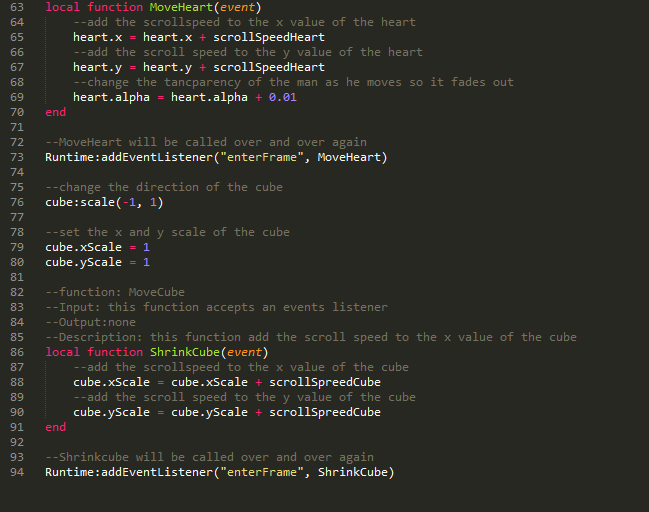 63 local function MoveHeart(event)
64     --add the scrollspeed to the x value of the heart
65     heart.x = heart.x + scrollSpeedHeart
66     --add the scroll speed to the y value of the heart
67     heart.y = heart.y + scrollSpeedHeart
68     --change the tancparency of the man as he moves so it fades out
69     heart.alpha = heart.alpha + 0.01
70 end
71
72 --MoveHeart will be called over and over again
73 Runtime:addEventListener("enterFrame", MoveHeart)
74
75 --change the direction of the cube
76 cube:scale(-1, 1)
77
78 --set the x and y scale of the cube
79 cube.xScale = 1
80 cube.yScale = 1
81
82 --function: MoveCube
83 --Input: this function accepts an events listener
84 --Output:none
85 --Description: this function add the scroll speed to the x value of the cube
86 local function ShrinkCube(event)
87     --add the scrollspeed to the x value of the cube
88     cube.xScale = cube.xScale + scrollSpreedCube
89     --add the scroll speed to the y value of the cube
90     cube.yScale = cube.yScale + scrollSpreedCube
91 end
92
93 --Shrinkcube will be called over and over again
94 Runtime:addEventListener("enterFrame", ShrinkCube)